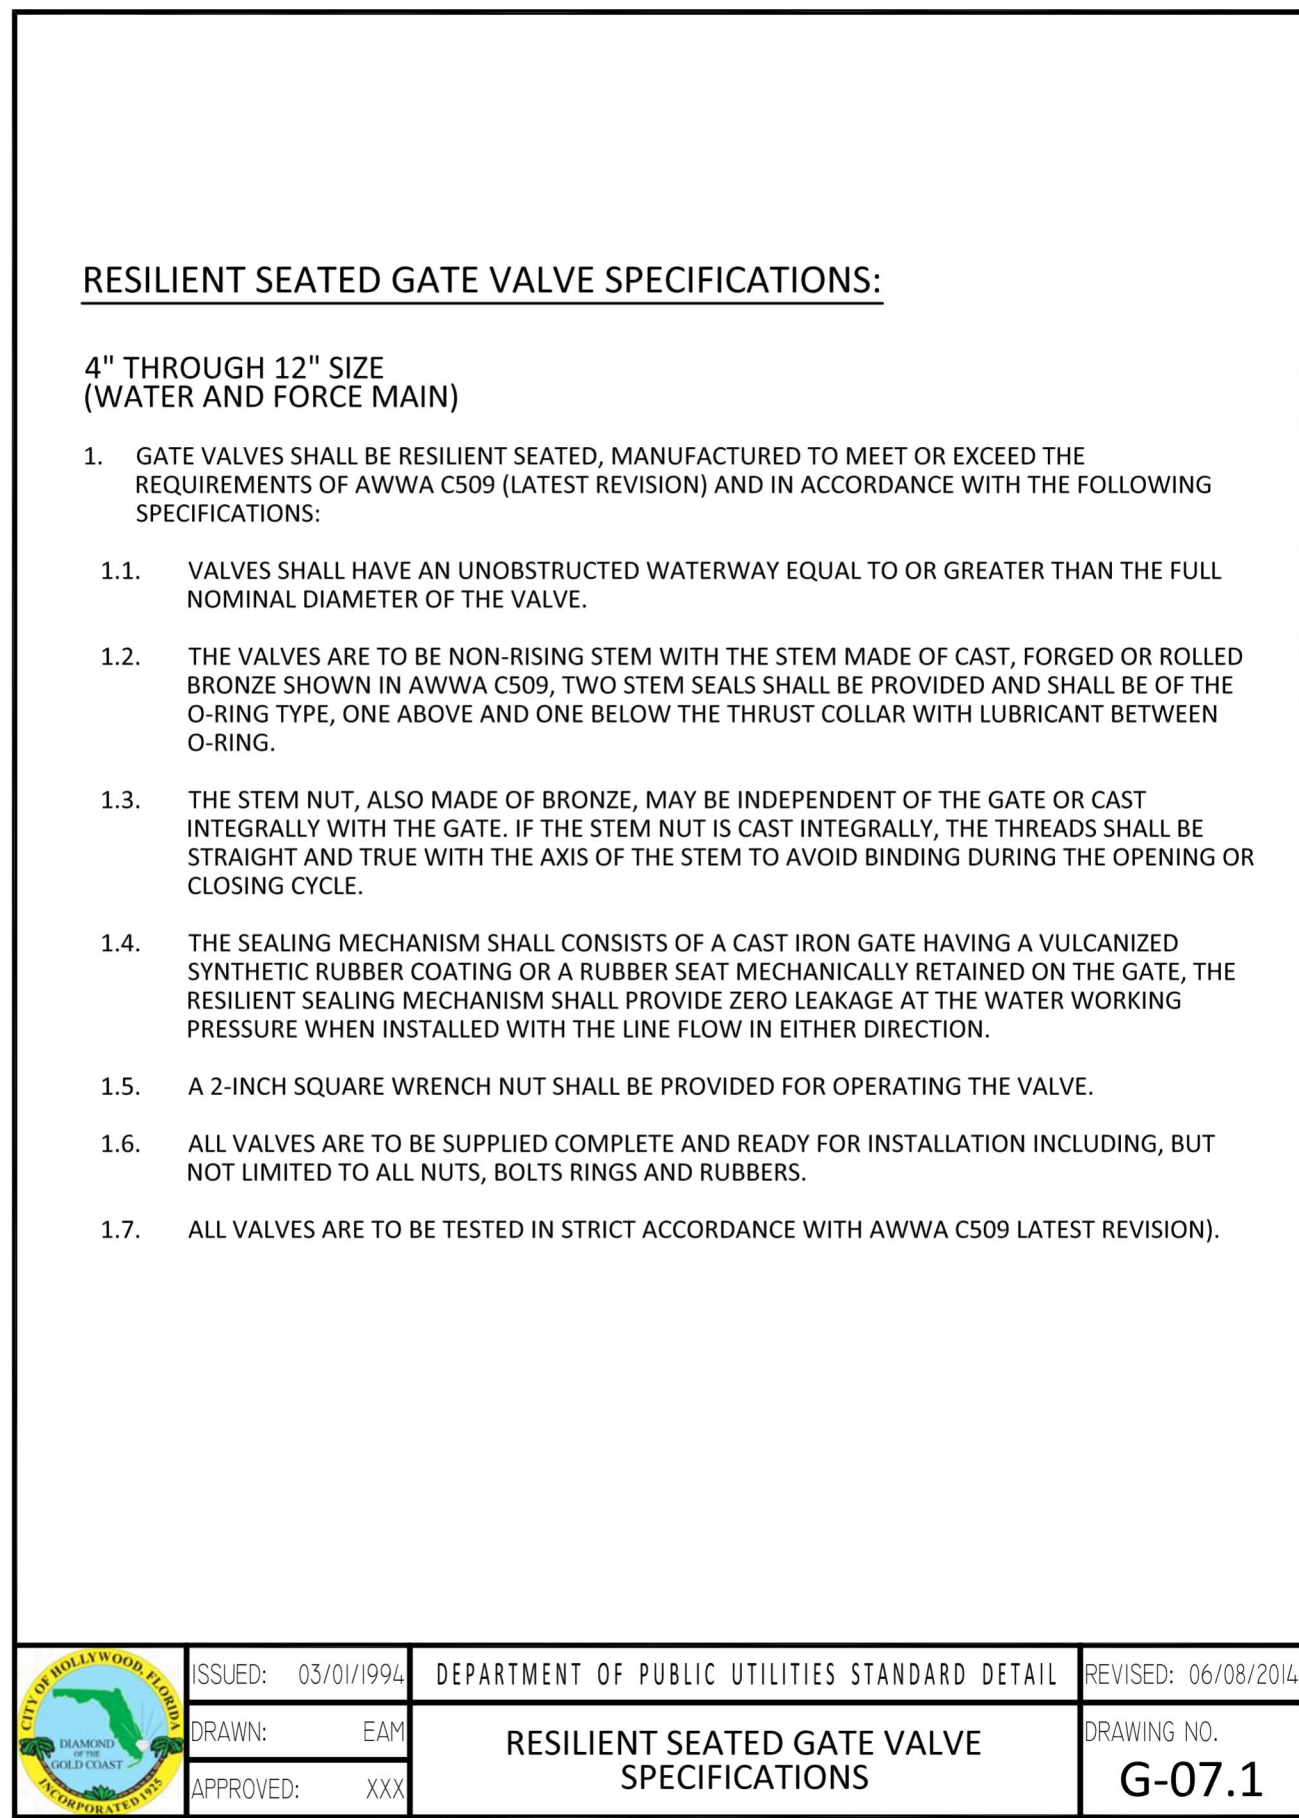 RESILIENT SEATED GATE VALVE SPECIFICATIONS:
4" THROUGH 12" SIZE
(WATER AND FORCE MAIN)
1. GATE VALVES SHALL BE RESILIENT SEATED, MANUFACTURED TO MEET OR EXCEED THE
REQUIREMENTS OF AWWA C509 (LATEST REVISION) AND IN ACCORDANCE WITH THE FOLLOWING
SPECIFICATIONS:
1.1. VALVES SHALL HAVE AN UNOBSTRUCTED WATERWAY EQUAL TO OR GREATER THAN THE FULL
NOMINAL DIAMETER OF THE VALVE.
1.2. THE VALVES ARE TO BE NON-RISING STEM WITH THE STEM MADE OF CAST, FORGED OR ROLLED
BRONZE SHOWN IN AWWA C509, TWO STEM SEALS SHALL BE PROVIDED AND SHALL BE OF THE
O-RING TYPE, ONE ABOVE AND ONE BELOW THE THRUST COLLAR WITH LUBRICANT BETWEEN
O-RING.
1.3. THE STEM NUT, ALSO MADE OF BRONZE, MAY BE INDEPENDENT OF THE GATE OR CAST
INTEGRALLY WITH THE GATE. IF THE STEM NUT IS CAST INTEGRALLY, THE THREADS SHALL BE
STRAIGHT AND TRUE WITH THE AXIS OF THE STEM TO AVOID BINDING DURING THE OPENING OR
CLOSING CYCLE.
1.4. THE SEALING MECHANISM SHALL CONSISTS OF A CAST IRON GATE HAVING A VULCANIZED
SYNTHETIC RUBBER COATING OR A RUBBER SEAT MECHANICALLY RETAINED ON THE GATE, THE
RESILIENT SEALING MECHANISM SHALL PROVIDE ZERO LEAKAGE AT THE WATER WORKING
PRESSURE WHEN INSTALLED WITH THE LINE FLOW IN EITHER DIRECTION.
1.5. A 2-INCH SQUARE WRENCH NUT SHALL BE PROVIDED FOR OPERATING THE VALVE.
1.6. ALL VALVES ARE TO BE SUPPLIED COMPLETE AND READY FOR INSTALLATION INCLUDING, BUT
NOT LIMITED TO ALL NUTS, BOLTS RINGS AND RUBBERS.
1.7. ALL VALVES ARE TO BE TESTED IN STRICT ACCORDANCE WITH AWWA C509 LATEST REVISION).
CITY OF HOLLYWOOD, FLORIDA
DIAMOND
OF THE
GOLD COAST
INCORPORATED 1925
ISSUED: 03/01/1994
DRAWN: EAM
APPROVED: XXX
DEPARTMENT OF PUBLIC UTILITIES STANDARD DETAIL
RESILIENT SEATED GATE VALVE
SPECIFICATIONS
REVISED: 06/08/2014
DRAWING NO.
G-07.1